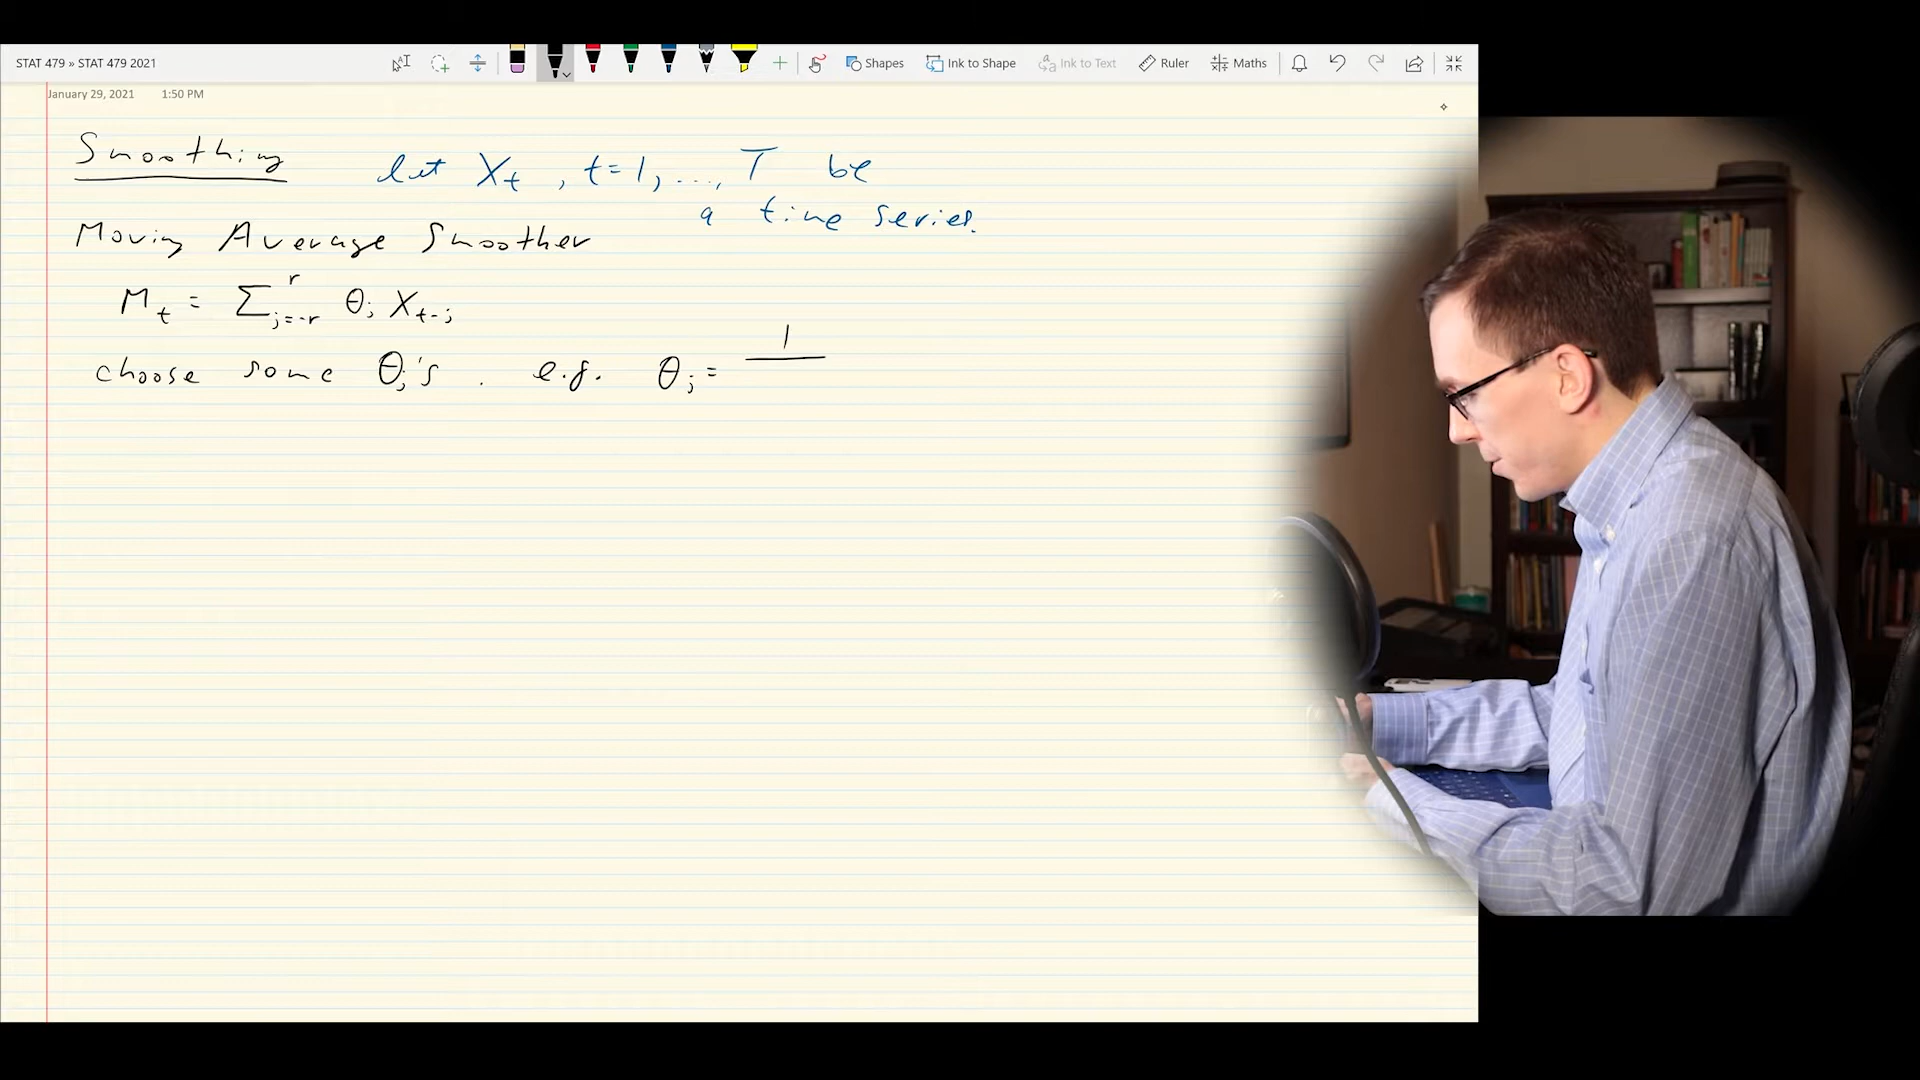 STAT 479 » STAT 479 2021
Shapes Ink to Shape Ink to Text Ruler Maths
January 29, 2021 1:50 PM
Smoothing
let X_t , t=1, ..., T be
a time series.
Moving Average Smoother
M_t = ∑_{j=-r}^{r} θ_j X_{t-j}
choose some θ_j's . e.g. θ_j = 1